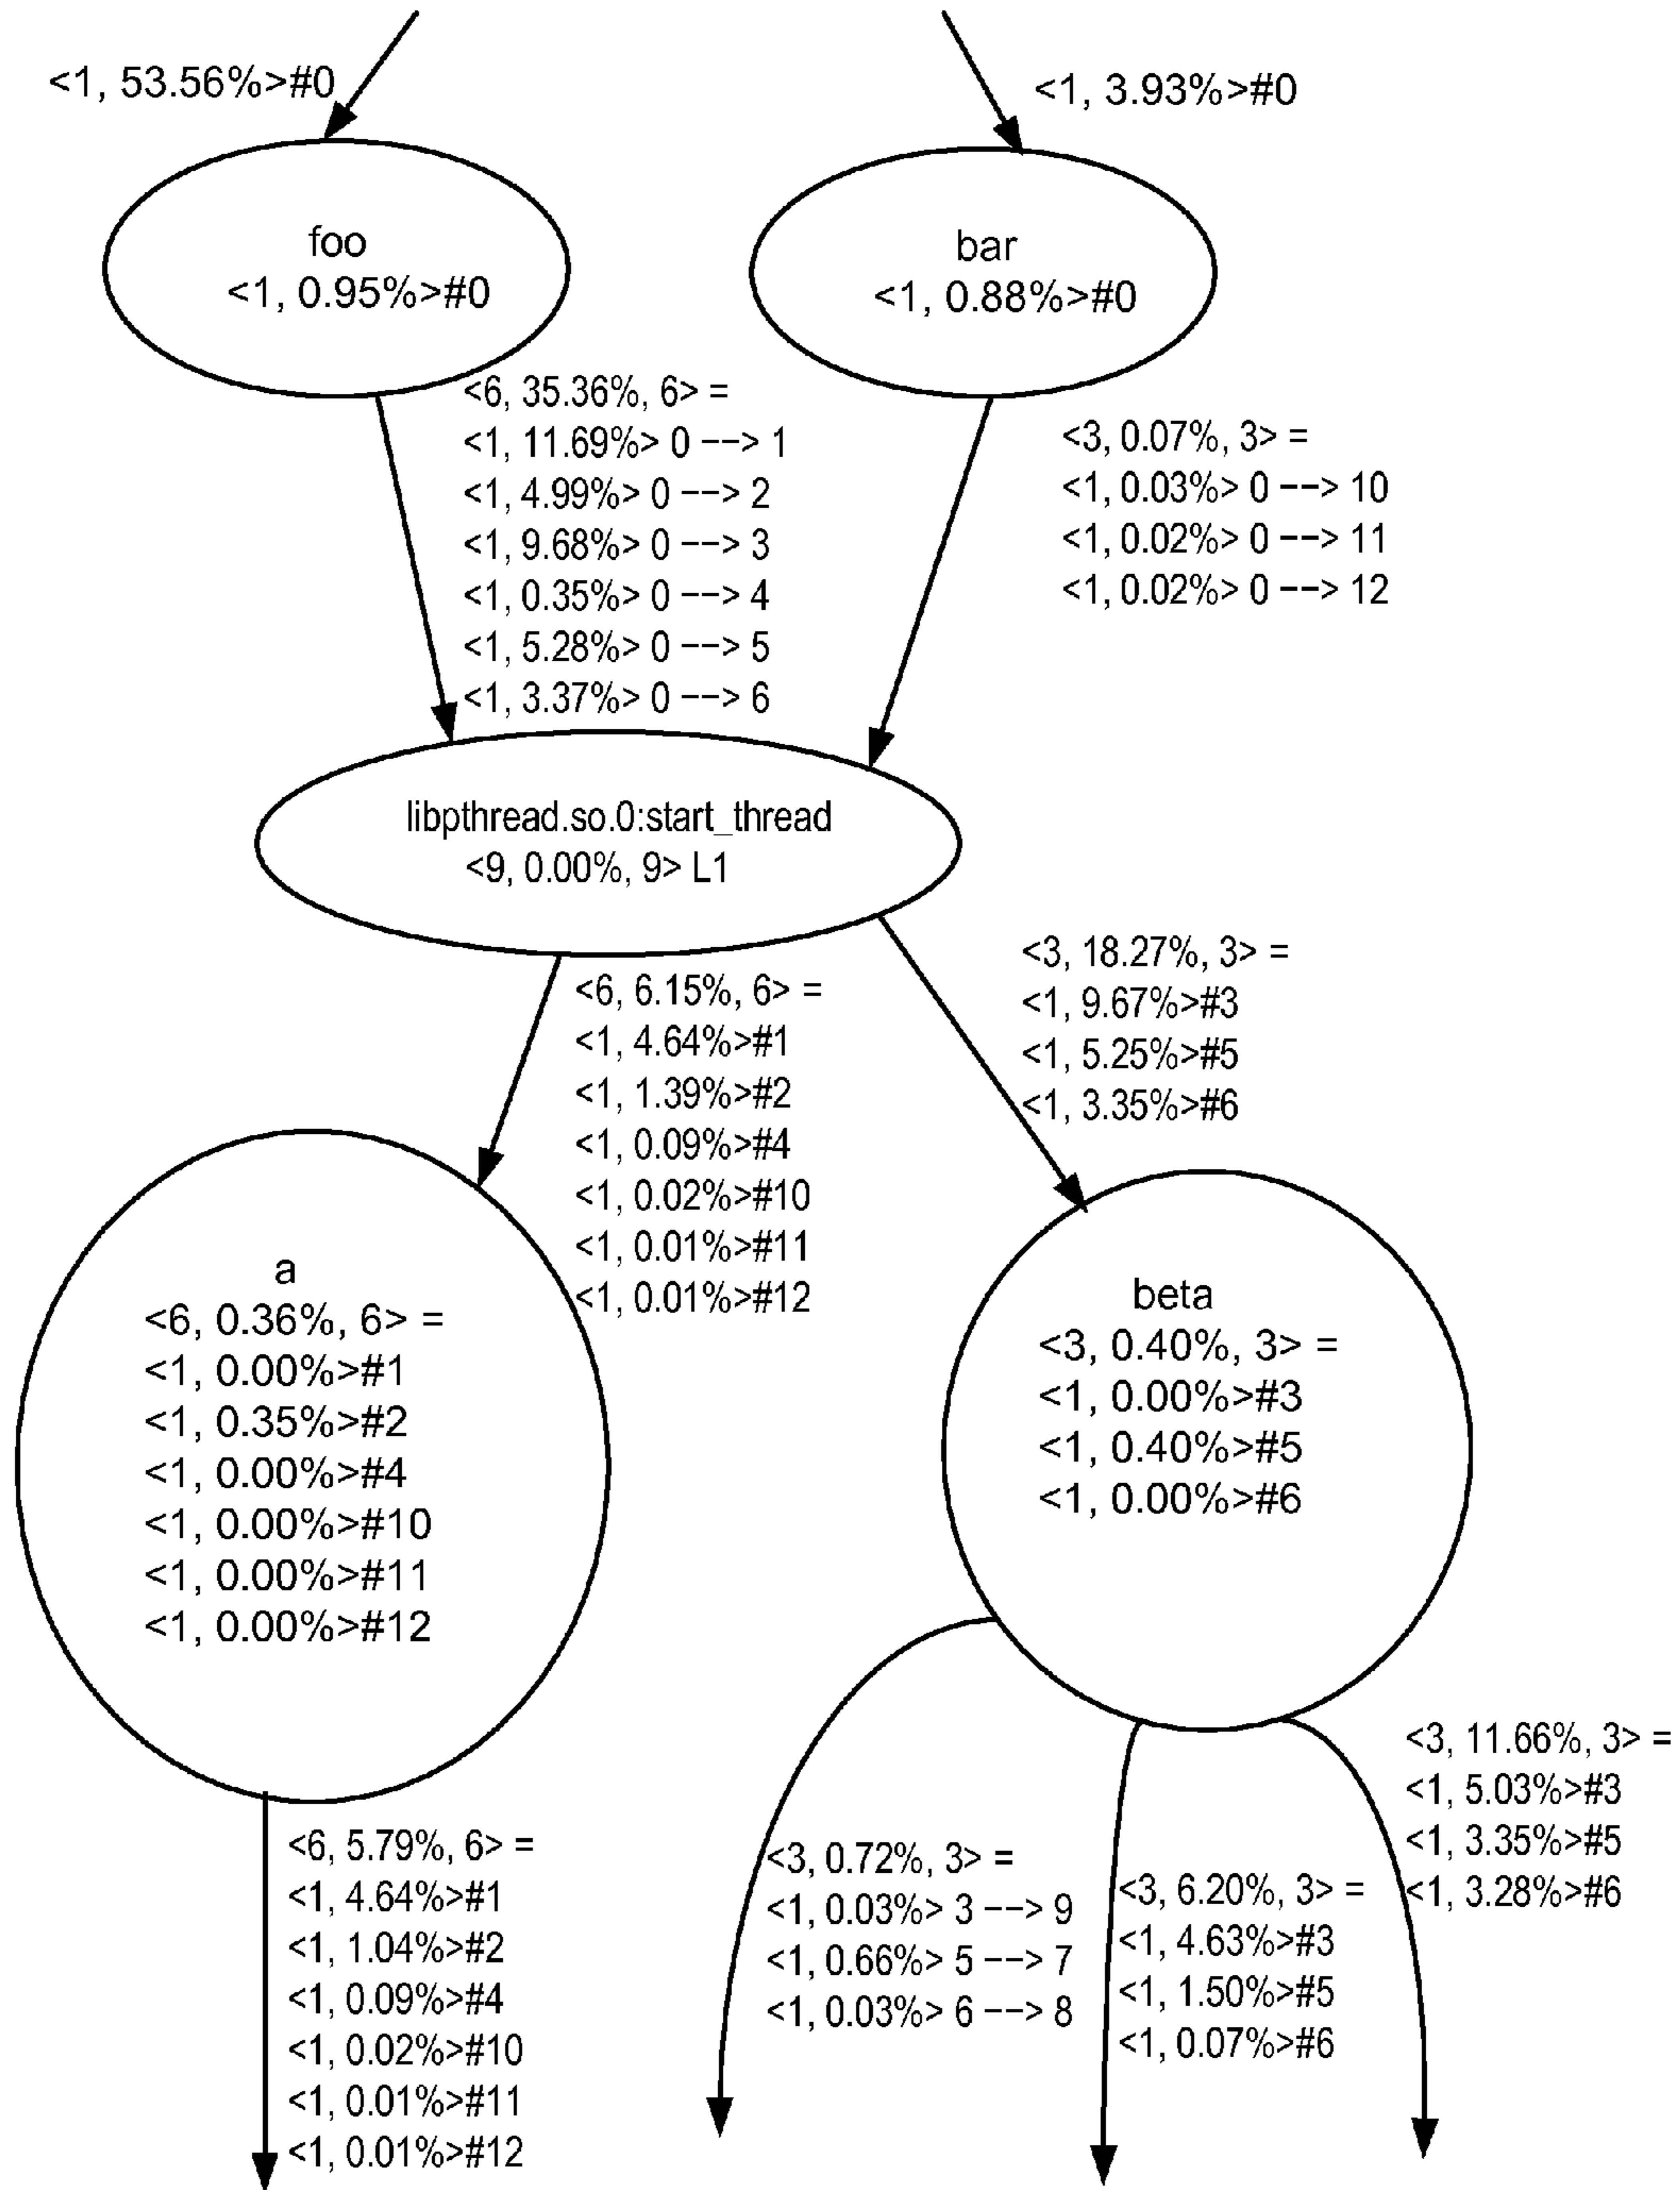 <1, 53.56%>#0
<1, 3.93%>#0
foo
<1, 0.95%>#0
bar
<1, 0.88%>#0
<6, 35.36%, 6> =
<1, 11.69%> 0 --> 1
<1, 4.99%> 0 --> 2
<1, 9.68%> 0 --> 3
<1, 0.35%> 0 --> 4
<1, 5.28%> 0 --> 5
<1, 3.37%> 0 --> 6
<3, 0.07%, 3> =
<1, 0.03%> 0 --> 10
<1, 0.02%> 0 --> 11
<1, 0.02%> 0 --> 12
libpthread.so.0:start_thread
<9, 0.00%, 9> L1
<6, 6.15%, 6> =
<1, 4.64%>#1
<1, 1.39%>#2
<1, 0.09%>#4
<1, 0.02%>#10
<1, 0.01%>#11
<1, 0.01%>#12
<3, 18.27%, 3> =
<1, 9.67%>#3
<1, 5.25%>#5
<1, 3.35%>#6
a
<6, 0.36%, 6> =
<1, 0.00%>#1
<1, 0.35%>#2
<1, 0.00%>#4
<1, 0.00%>#10
<1, 0.00%>#11
<1, 0.00%>#12
beta
<3, 0.40%, 3> =
<1, 0.00%>#3
<1, 0.40%>#5
<1, 0.00%>#6
<6, 5.79%, 6> =
<1, 4.64%>#1
<1, 1.04%>#2
<1, 0.09%>#4
<1, 0.02%>#10
<1, 0.01%>#11
<1, 0.01%>#12
<3, 0.72%, 3> =
<1, 0.03%> 3 --> 9
<1, 0.66%> 5 --> 7
<1, 0.03%> 6 --> 8
<3, 6.20%, 3> =
<1, 4.63%>#3
<1, 1.50%>#5
<1, 0.07%>#6
<3, 11.66%, 3> =
<1, 5.03%>#3
<1, 3.35%>#5
<1, 3.28%>#6